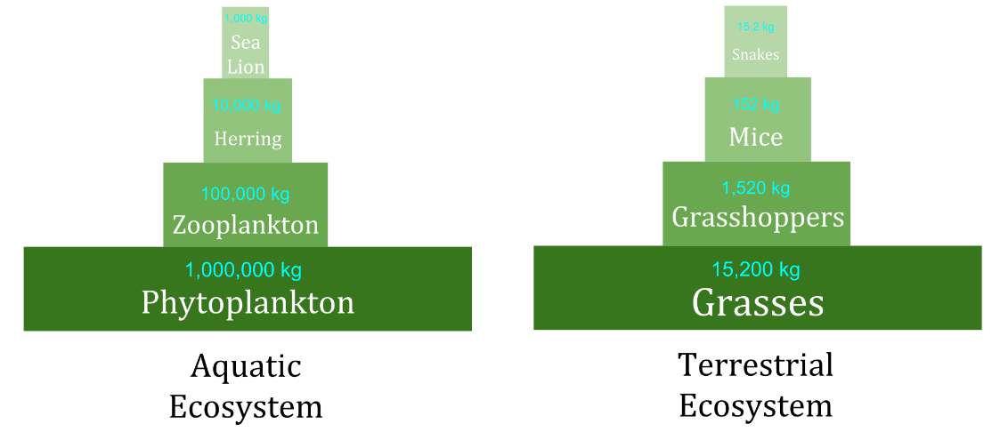 1,000 kg
Sea
Lion
10,000 kg
Herring
100,000 kg
Zooplankton
1,000,000 kg
Phytoplankton
Aquatic
Ecosystem
15.2 kg
Snakes
152 kg
Mice
1,520 kg
Grasshoppers
15,200 kg
Grasses
Terrestrial
Ecosystem